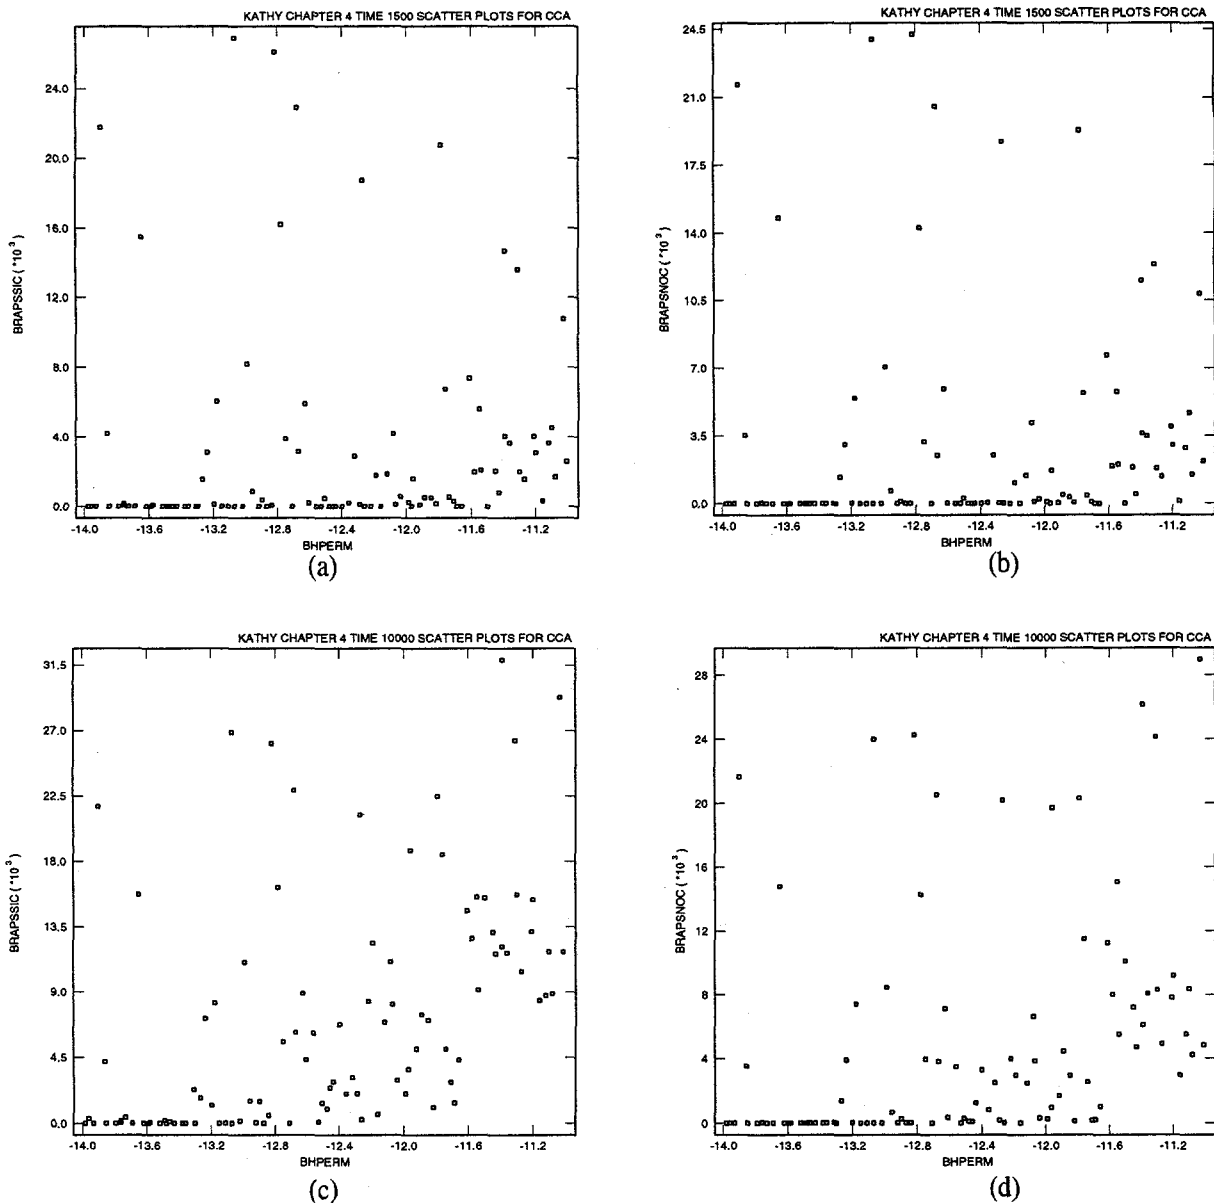 KATHY CHAPTER 4 TIME 1500 SCATTER PLOTS FOR CCA
24.0
20.0
16.0
12.0
8.0
4.0
0.0
BRAPSSIC ( *10 3 )
-14.0 -13.6 -13.2 -12.8 -12.4 -12.0 -11.6 -11.2
BHPERM
(a)
KATHY CHAPTER 4 TIME 1500 SCATTER PLOTS FOR CCA
24.5
21.0
17.5
14.0
10.5
7.0
3.5
0.0
BRAPSNOC ( *10 3 )
-14.0 -13.6 -13.2 -12.8 -12.4 -12.0 -11.6 -11.2
BHPERM
(b)
KATHY CHAPTER 4 TIME 10000 SCATTER PLOTS FOR CCA
31.5
27.0
22.5
18.0
13.5
9.0
4.5
0.0
BRAPSSIC ( *10 3 )
-14.0 -13.6 -13.2 -12.8 -12.4 -12.0 -11.6 -11.2
BHPERM
(c)
KATHY CHAPTER 4 TIME 10000 SCATTER PLOTS FOR CCA
28
24
20
16
12
8
4
0
BRAPSNOC ( *10 3 )
-14.0 -13.6 -13.2 -12.8 -12.4 -12.0 -11.6 -11.2
BHPERM
(d)